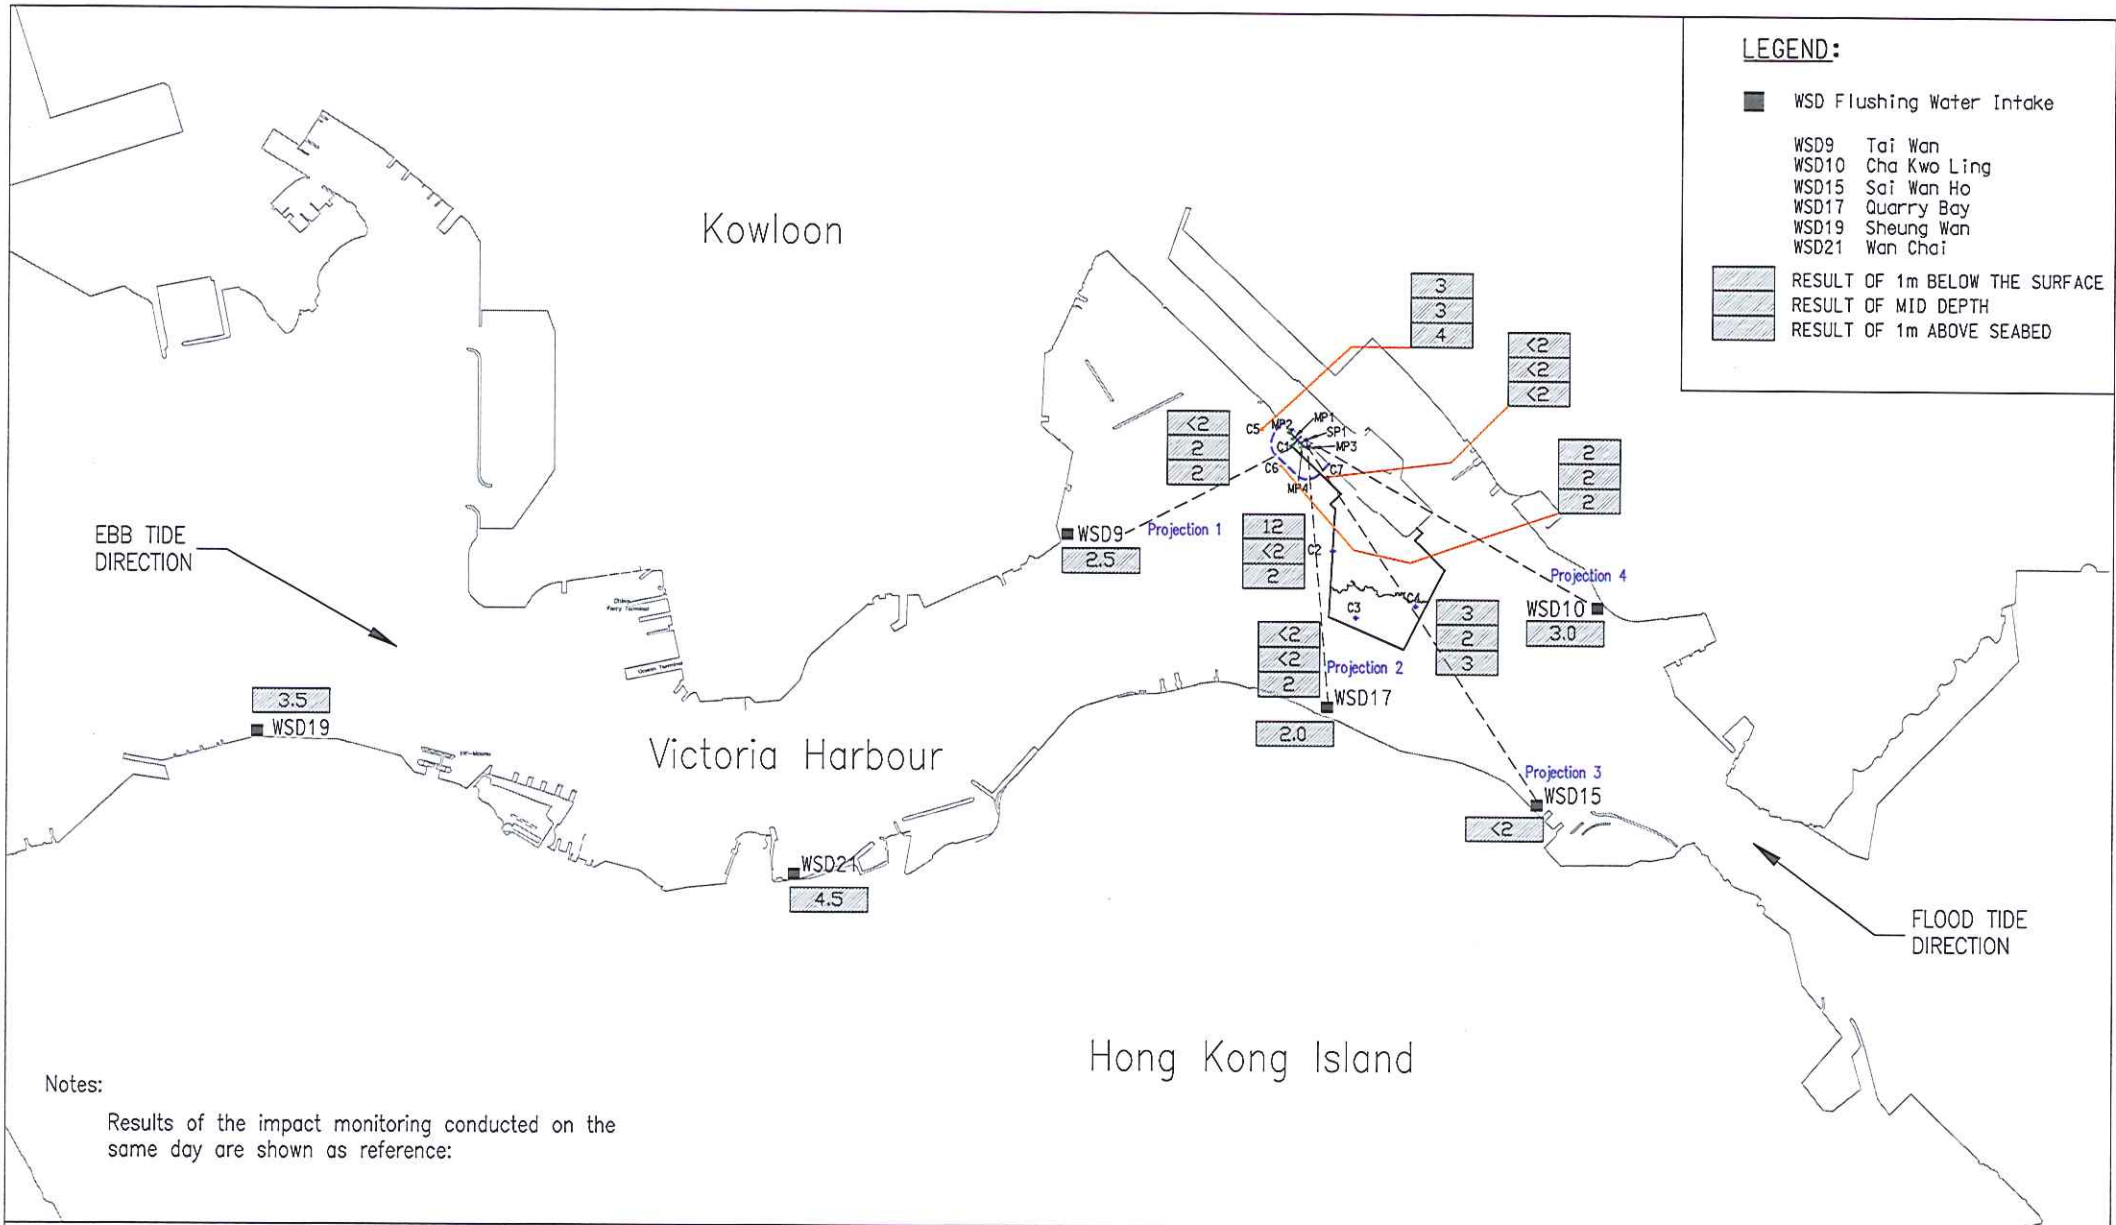 LEGEND:
WSD Flushing Water Intake
WSD9 Tai Wan
WSD10 Cha Kwo Ling
WSD15 Sai Wan Ho
WSD17 Quarry Bay
WSD19 Sheung Wan
WSD21 Wan Chai
RESULT OF 1m BELOW THE SURFACE
RESULT OF MID DEPTH
RESULT OF 1m ABOVE SEABED
Kowloon
3
3
4
<2
<2
<2
<2
2
2
2
2
2
C5
MP2
MP1
SP1
C1
MP3
C6
C7
MP4
EBB TIDE
DIRECTION
WSD9
Projection 1
2.5
12
<2
2
C2
Projection 4
WSD10
3.0
C3
C4
3
2
3
<2
<2
2
Projection 2
WSD17
2.0
China
Ferry Terminal
Ocean Terminal
3.5
WSD19
Victoria Harbour
Projection 3
WSD15
<2
WSD21
4.5
FLOOD TIDE
DIRECTION
Hong Kong Island
Notes:
Results of the impact monitoring conducted on the
same day are shown as reference: